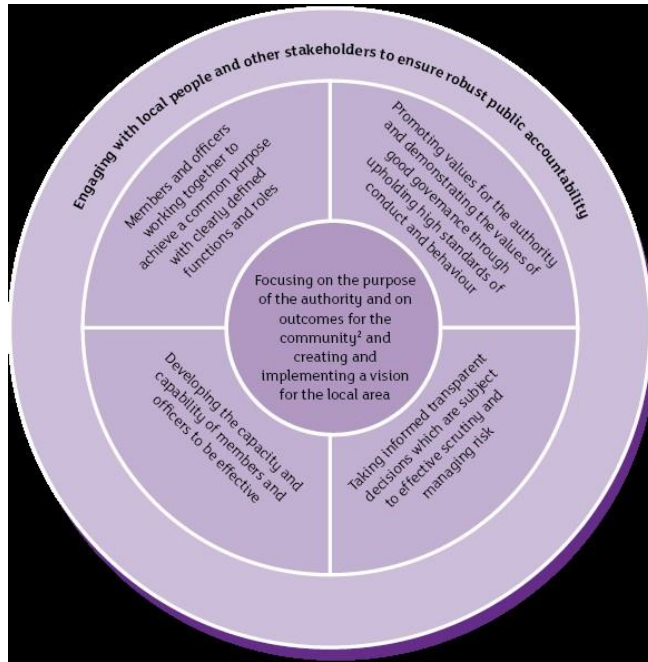 Engaging with local people and other stakeholders to ensure robust public accountability
Members and officers
working together to
achieve a common purpose
with clearly defined
functions and roles
Promoting values for the authority
and demonstrating the values of
good governance through
upholding high standards of
conduct and behaviour
Focusing on the purpose
of the authority and on
outcomes for the
community² and
creating and
implementing a vision
for the local area
Developing the capacity and
capability of members and
officers to be effective
Taking informed transparent
decisions which are subject
to effective scrutiny and
managing risk